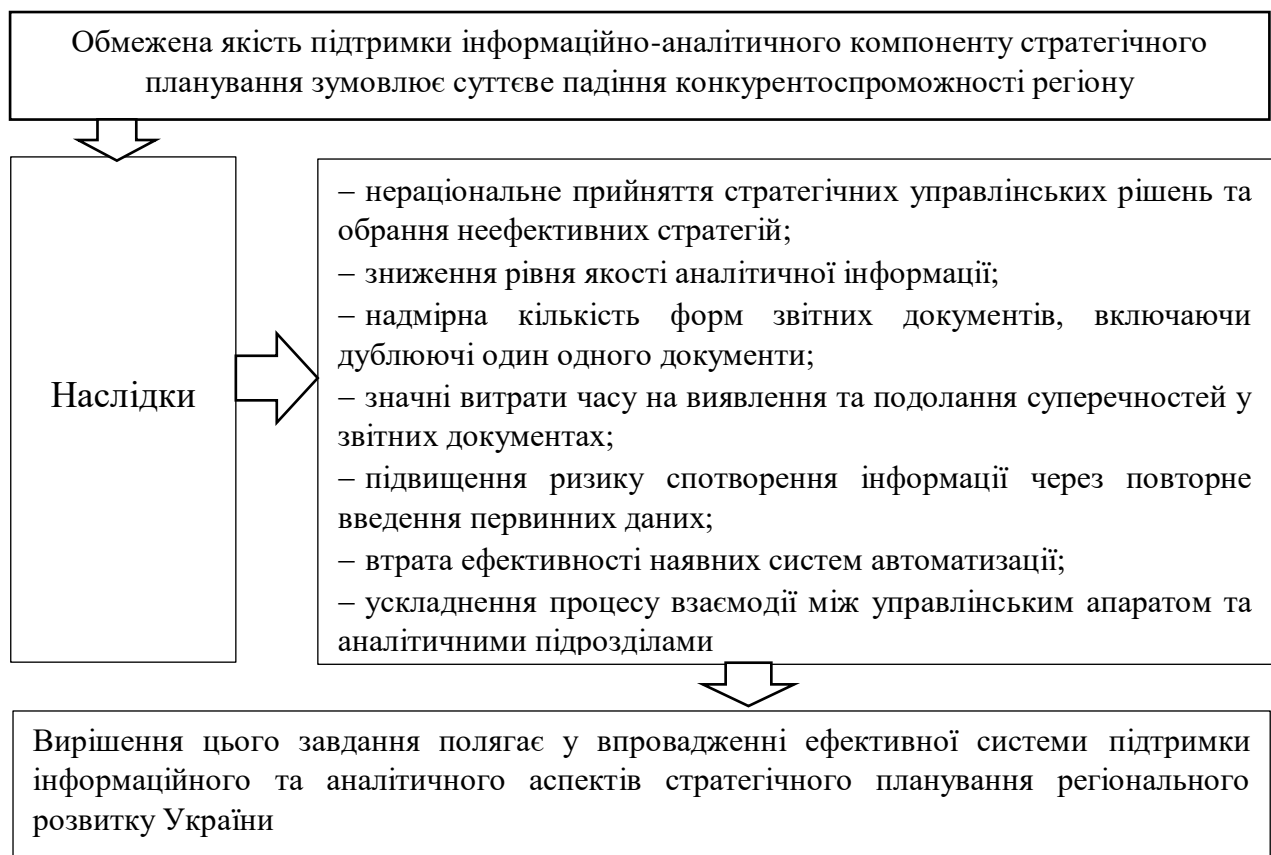 Обмежена якість підтримки інформаційно-аналітичного компоненту стратегічного
планування зумовлює суттєве падіння конкурентоспроможності регіону
Наслідки
– нераціональне прийняття стратегічних управлінських рішень та
обрання неефективних стратегій;
– зниження рівня якості аналітичної інформації;
– надмірна кількість форм звітних документів, включаючи
дублюючі один одного документи;
– значні витрати часу на виявлення та подолання суперечностей у
звітних документах;
– підвищення ризику спотворення інформації через повторне
введення первинних даних;
– втрата ефективності наявних систем автоматизації;
– ускладнення процесу взаємодії між управлінським апаратом та
аналітичними підрозділами
Вирішення цього завдання полягає у впровадженні ефективної системи підтримки
інформаційного та аналітичного аспектів стратегічного планування регіонального
розвитку України